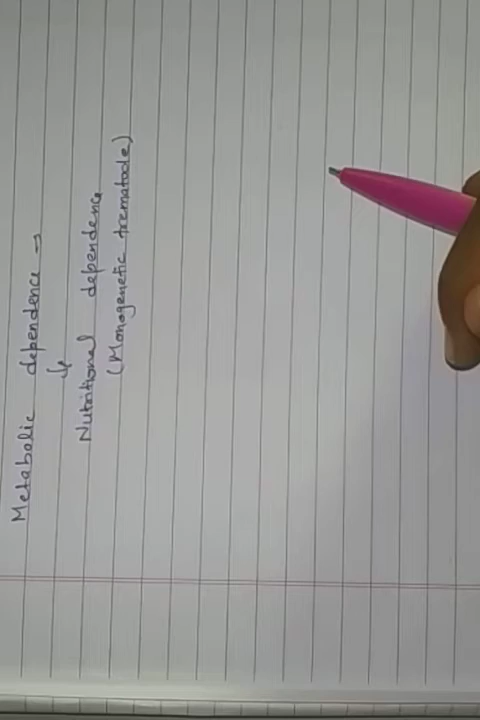 Metabolic dependence →
↳
Nutritional dependence
(Monogenetic trematode)